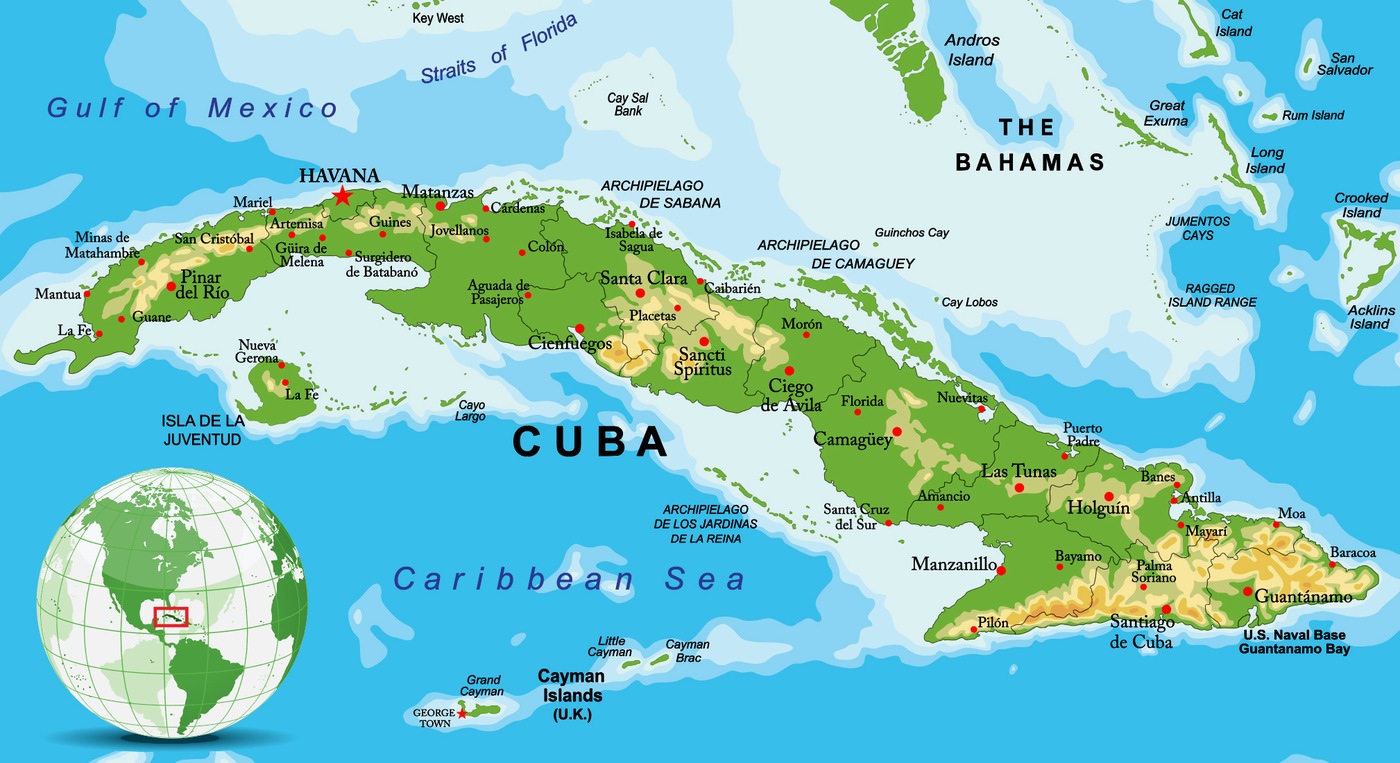 Key West
Straits of Florida
Gulf of Mexico
Cay Sal
Bank
Andros
Island
Cat
Island
San
Salvador
Great
Exuma
Rum Island
THE
BAHAMAS
Long
Island
Crooked
Island
JUMENTOS
CAYS
RAGGED
ISLAND RANGE
Acklins
Island
HAVANA
Matanzas
Mariel
Cárdenas
ARCHIPIELAGO
DE SABANA
Artemisa
Guines
Jovellanos
Isabela de
Sagua
Minas de
Matahambre
San Cristóbal
Güira de
Melena
Surgidero
de Batabanó
Colón
ARCHIPIELAGO
DE CAMAGUEY
Guinchos Cay
Cay Lobos
Mantua
Pinar
del Río
Aguada de
Pasajeros
Santa Clara
Caibarién
La Fe
Guane
Placetas
Morón
Cienfuegos
Sancti
Spíritus
Nueva
Gerona
La Fe
ISLA DE LA
JUVENTUD
Cayo
Largo
Ciego
de Ávila
Florida
Nuevitas
CUBA
Camagüey
Puerto
Padre
Las Tunas
Banes
Antilla
Holguín
Amancio
Santa Cruz
del Sur
ARCHIPIELAGO
DE LOS JARDINAS
DE LA REINA
Moa
Mayarí
Baracoa
Manzanillo
Bayamo
Palma
Soriano
Guantánamo
Caribbean Sea
Pilón
Santiago
de Cuba
U.S. Naval Base
Guantanamo Bay
Little
Cayman
Cayman
Brac
Cayman
Islands
(U.K.)
Grand
Cayman
GEORGE
TOWN